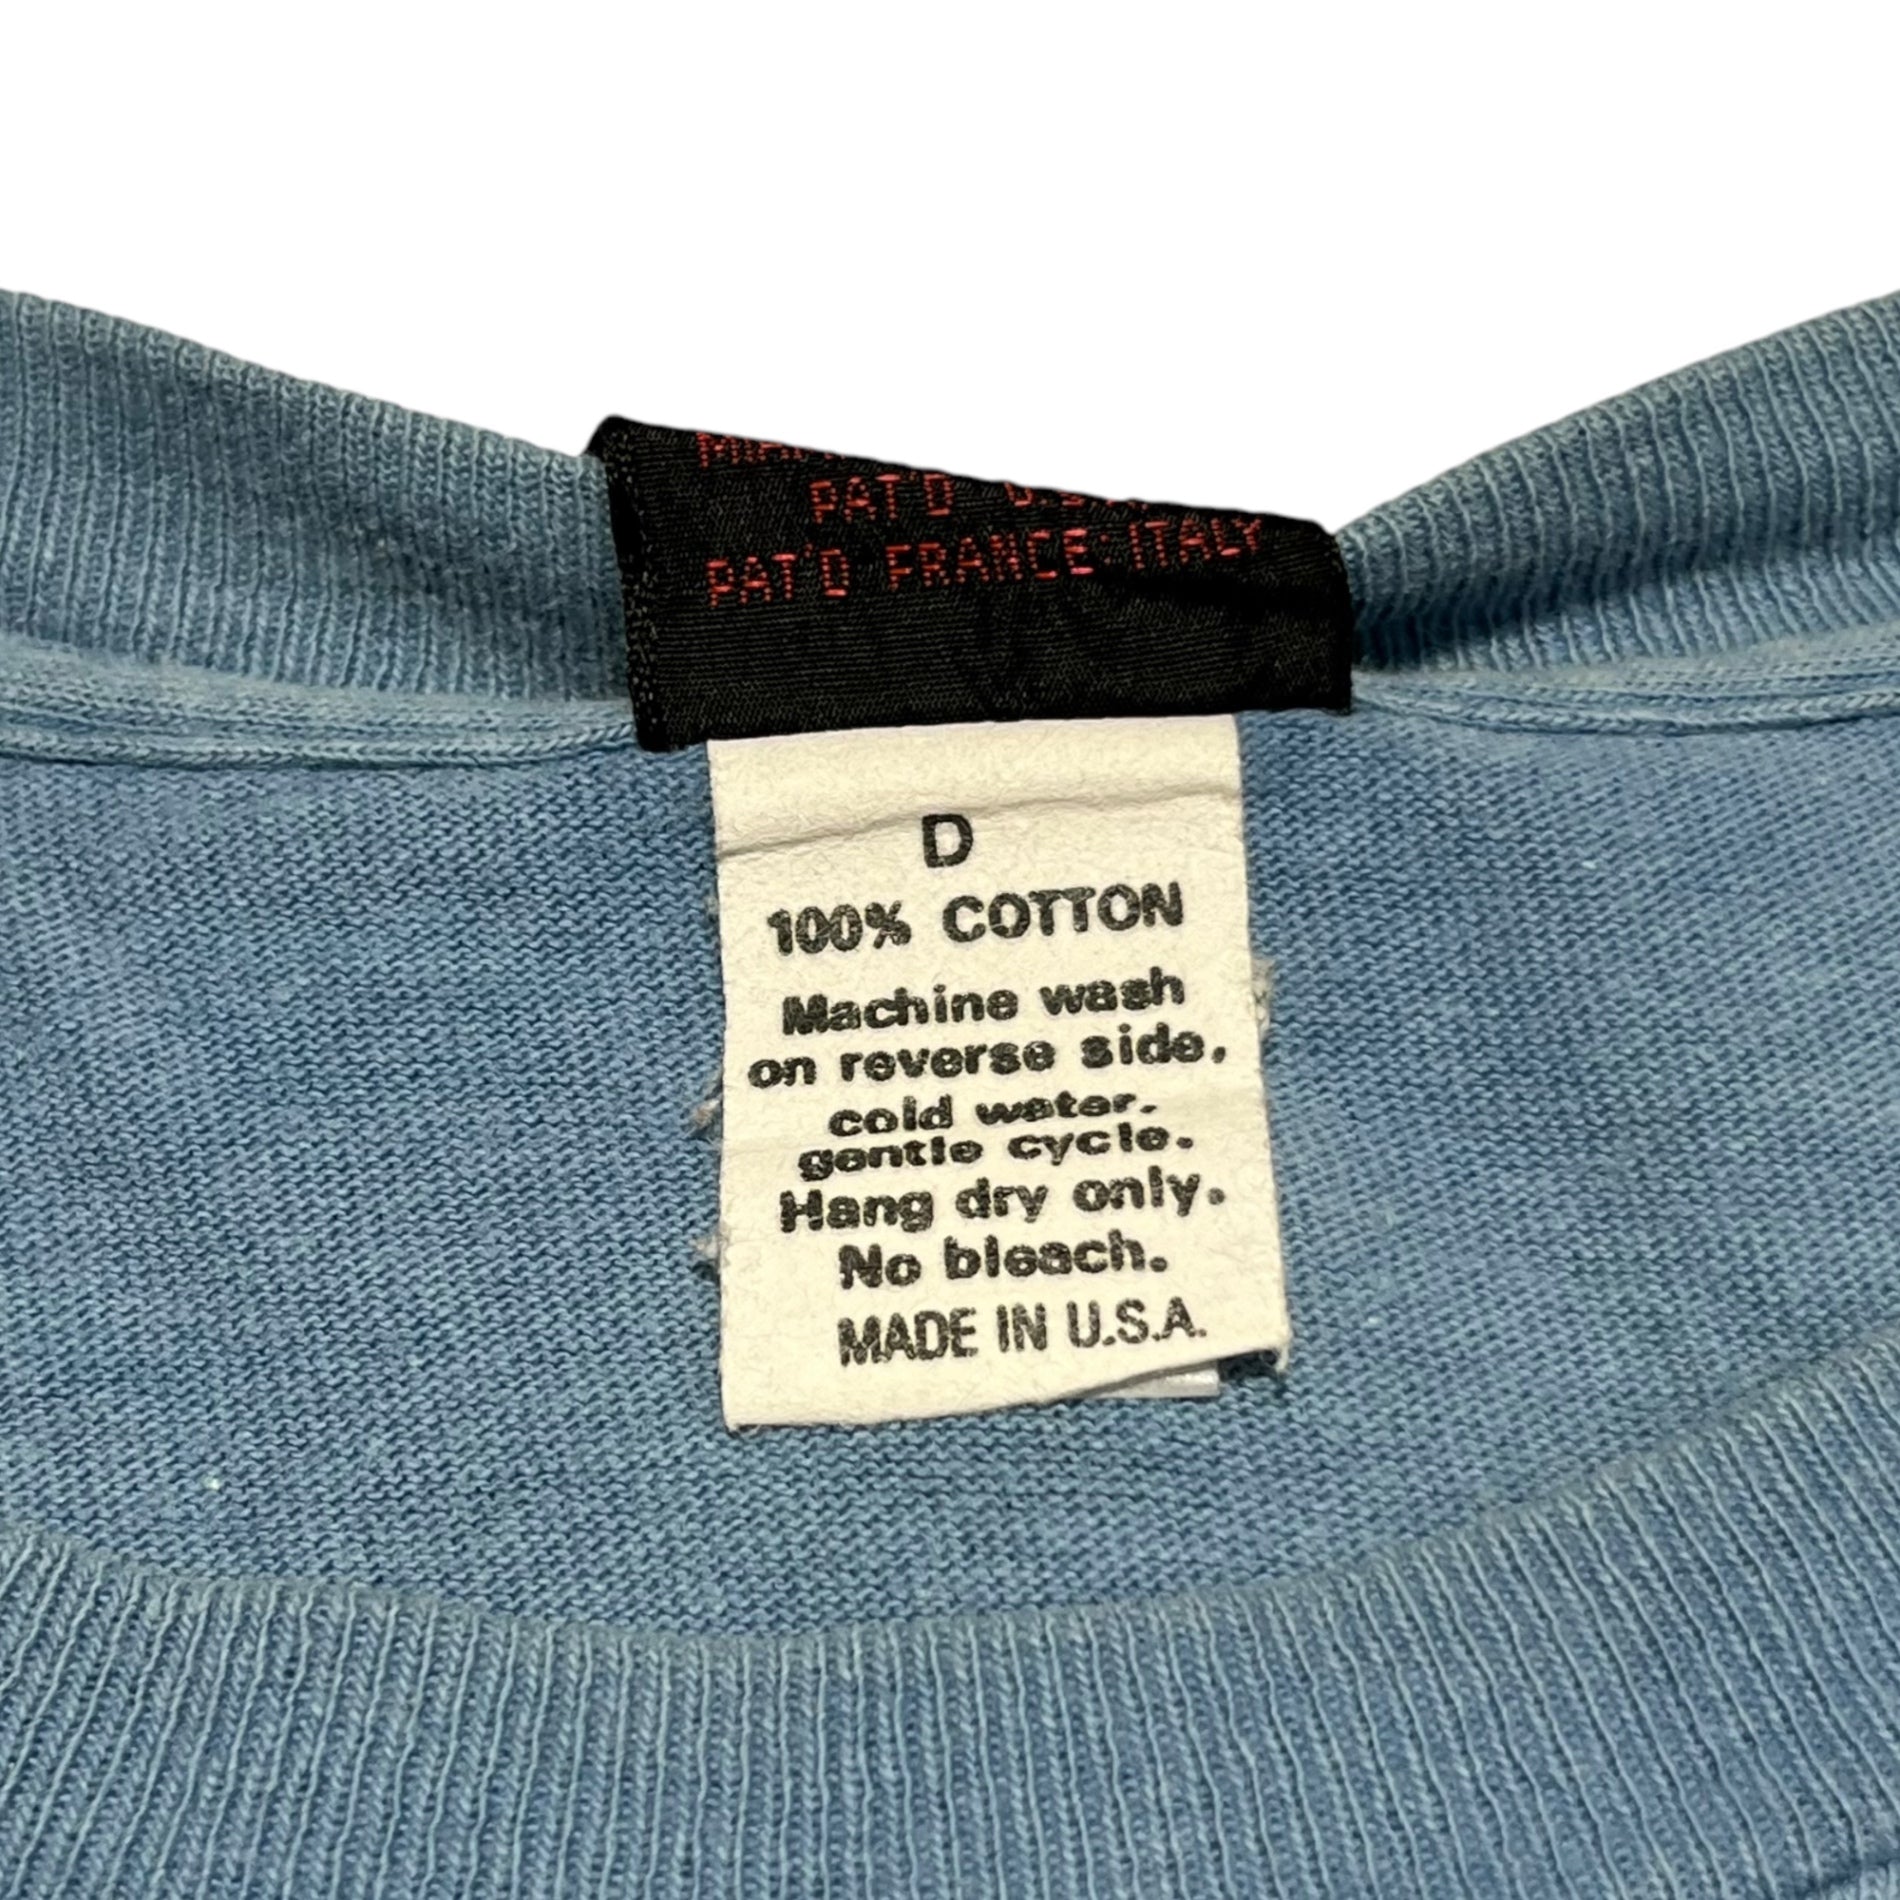 PAT'D U.S.A.
PAT'D FRANCE: ITALY
D
100% COTTON
Machine wash
on reverse side.
cold water.
gentle cycle.
Hang dry only.
No bleach.
MADE IN U.S.A.